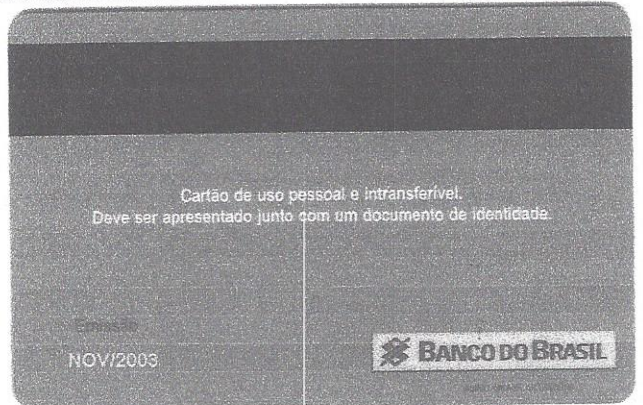 Cartão de uso pessoal e intransferível.
Deve ser apresentado junto com um documento de identidade.
Emissão
NOV/2003
BANCO DO BRASIL